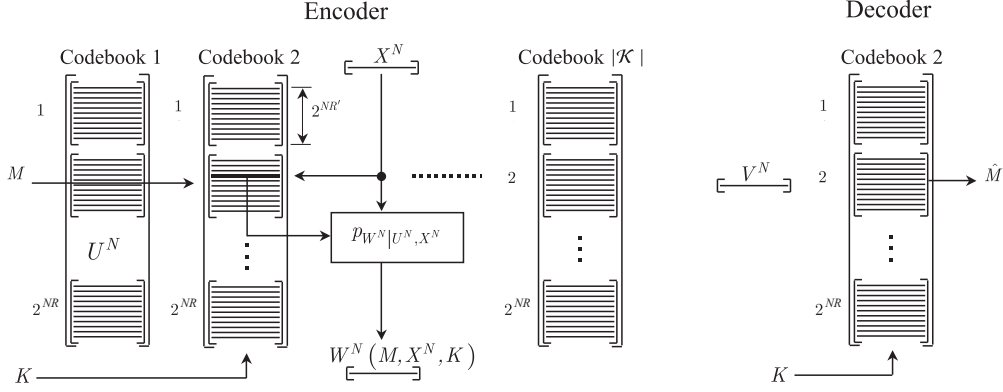 Encoder
Decoder
Codebook 1
Codebook 2
X^N
Codebook |𝒦|
Codebook 2
1
1
2^{NR'}
1
1
M
2
V^N
2
M̂
U^N
p_{W^N|U^N,X^N}
2^{NR}
2^{NR}
2^{NR}
2^{NR}
W^N (M, X^N, K)
K
K